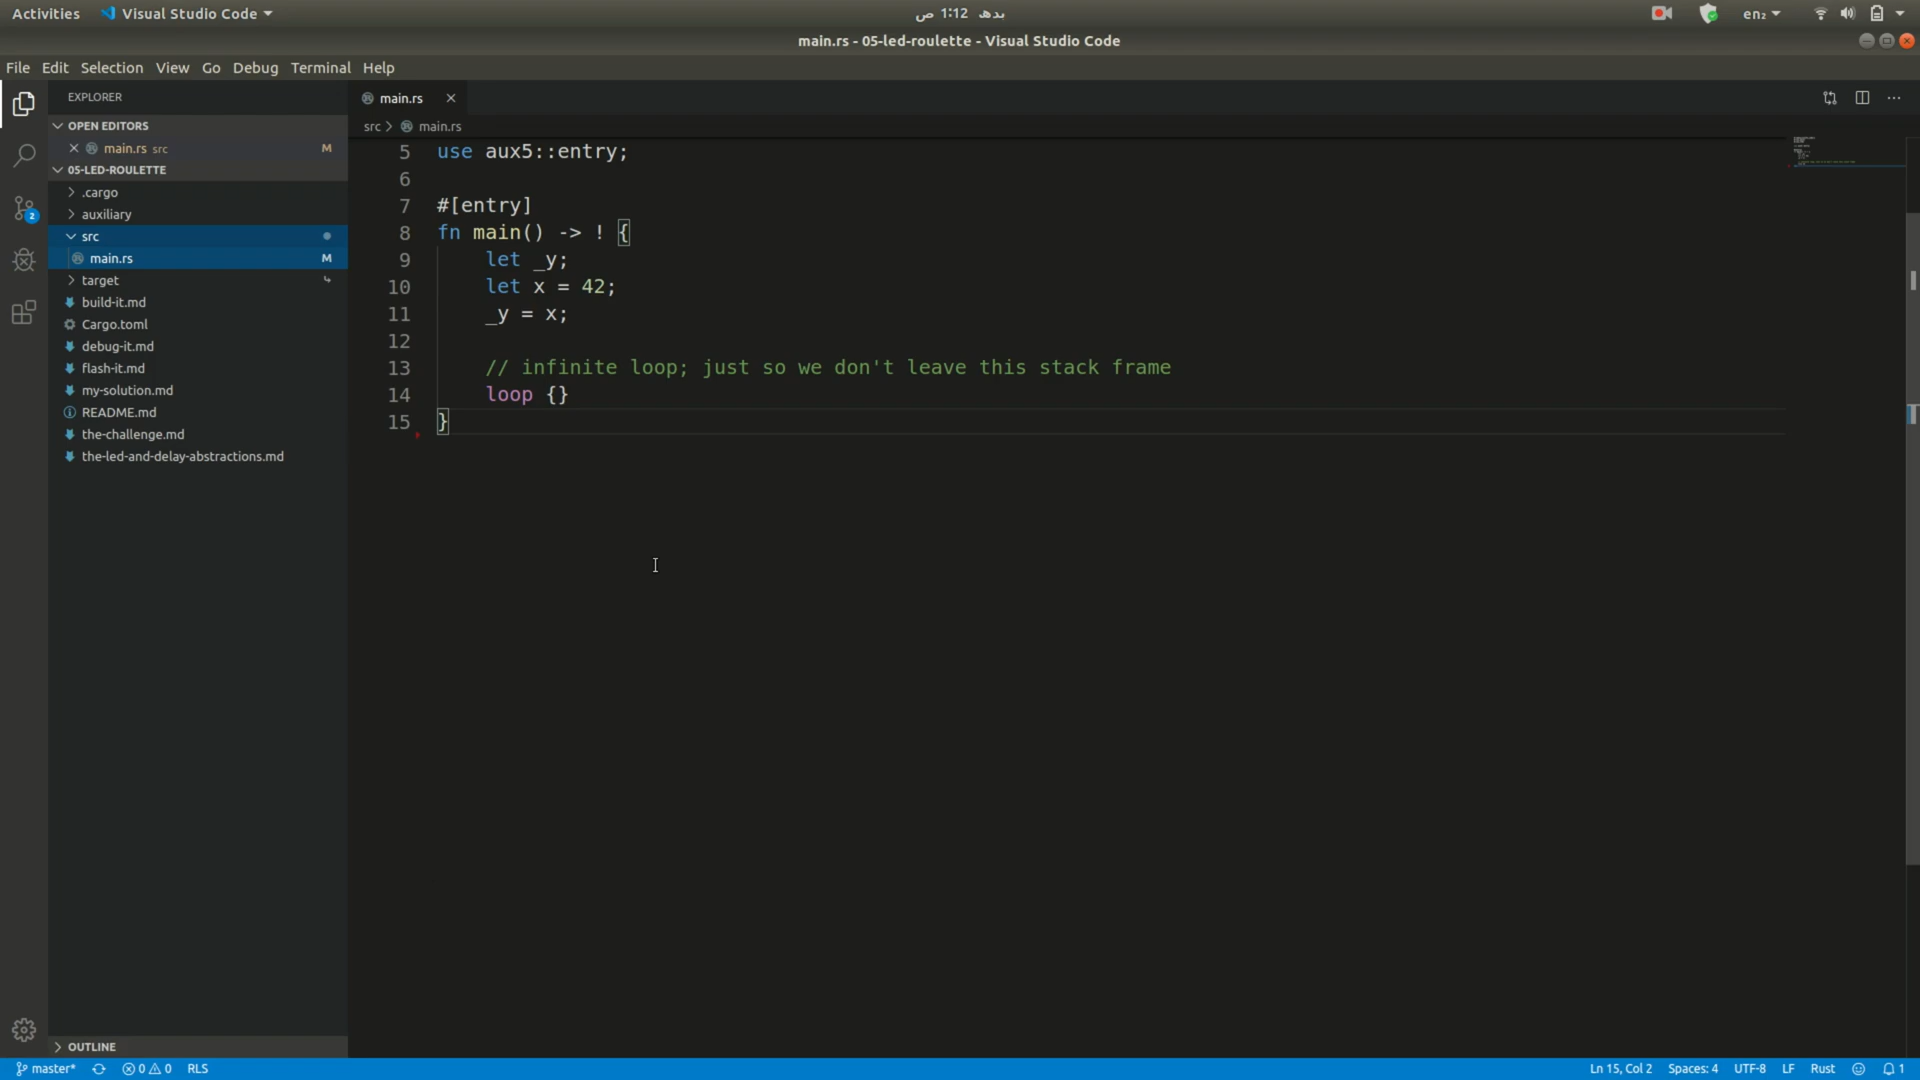 Activities
Visual Studio Code
بدھ 1:12 ص
en₂
main.rs - 05-led-roulette - Visual Studio Code
File Edit Selection View Go Debug Terminal Help
EXPLORER
OPEN EDITORS
main.rs src M
05-LED-ROULETTE
.cargo
auxiliary
src
main.rs M
target
build-it.md
Cargo.toml
debug-it.md
flash-it.md
my-solution.md
README.md
the-challenge.md
the-led-and-delay-abstractions.md
OUTLINE
2
main.rs
src > main.rs
5 use aux5::entry;
6
7 #[entry]
8 fn main() -> ! {
9     let _y;
10     let x = 42;
11     _y = x;
12
13     // infinite loop; just so we don't leave this stack frame
14     loop {}
15 }
master* 0 0 RLS
Ln 15, Col 2 Spaces: 4 UTF-8 LF Rust 1